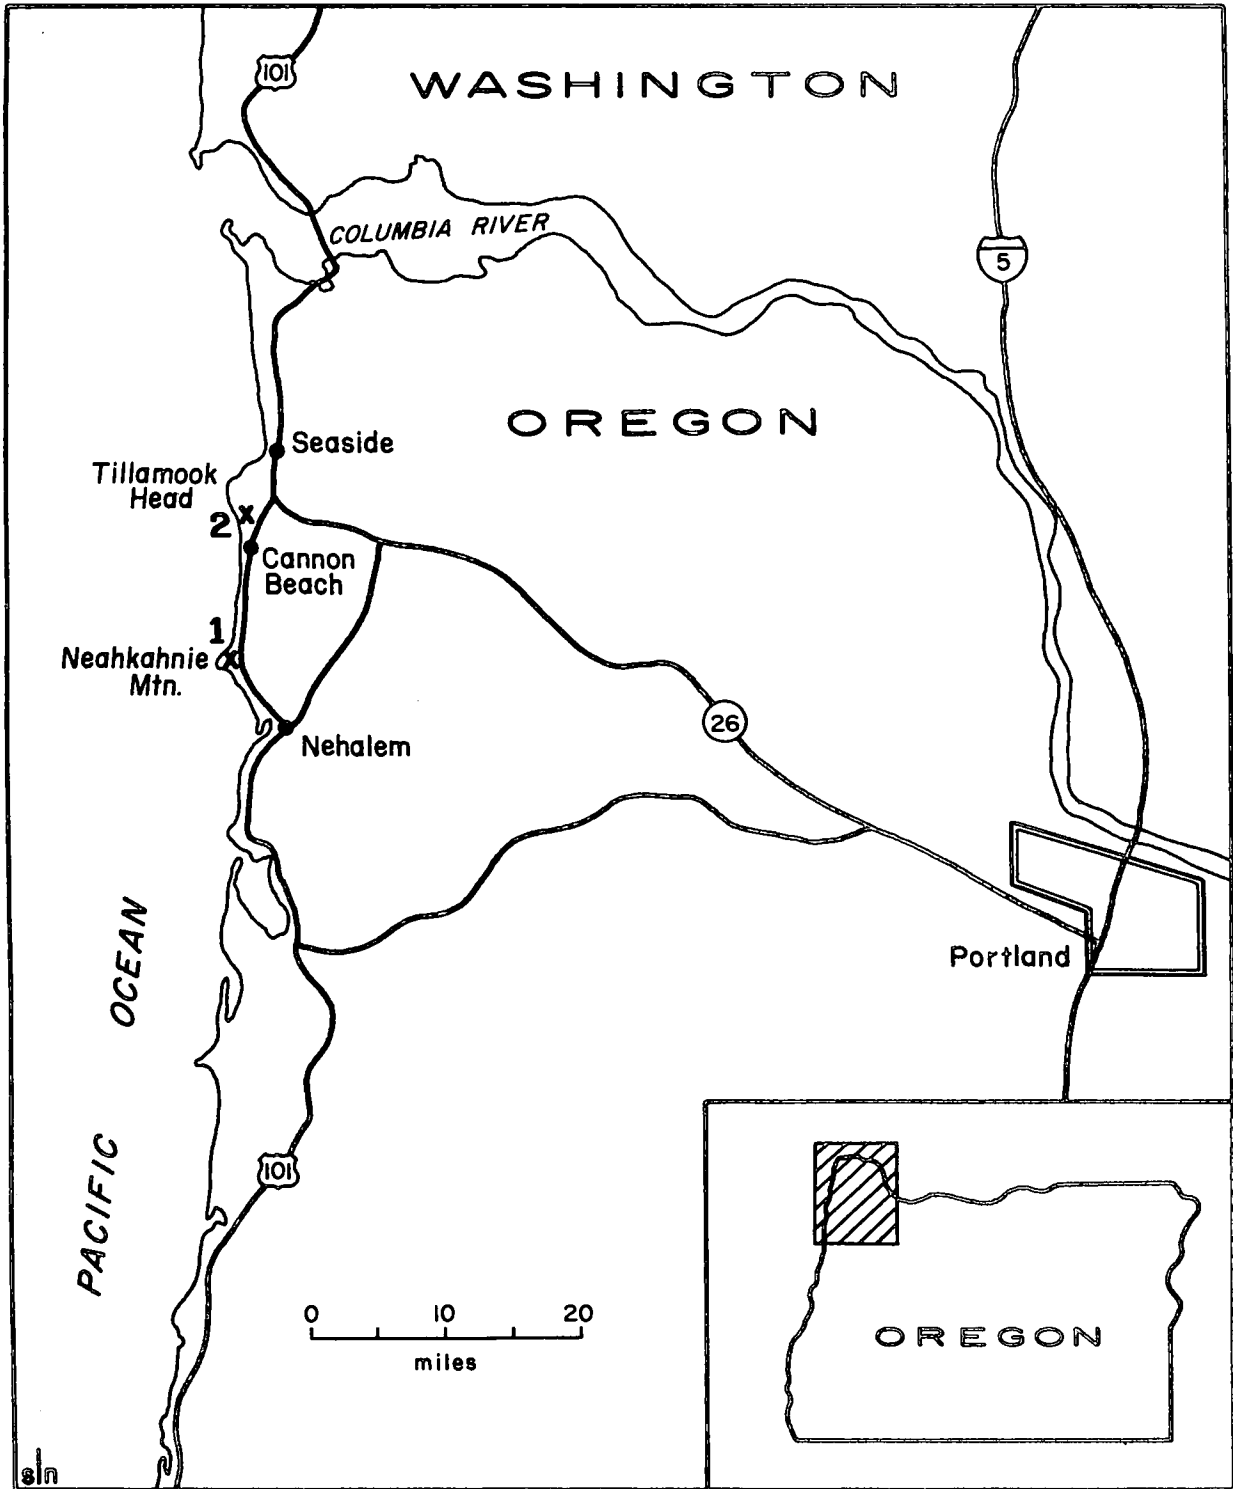 101
WASHINGTON
COLUMBIA RIVER
5
OREGON
Seaside
Tillamook
Head
2 x
Cannon
Beach
1
Neahkahnie x
Mtn.
26
Nehalem
PACIFIC OCEAN
Portland
101
0 10 20
miles
OREGON
sln